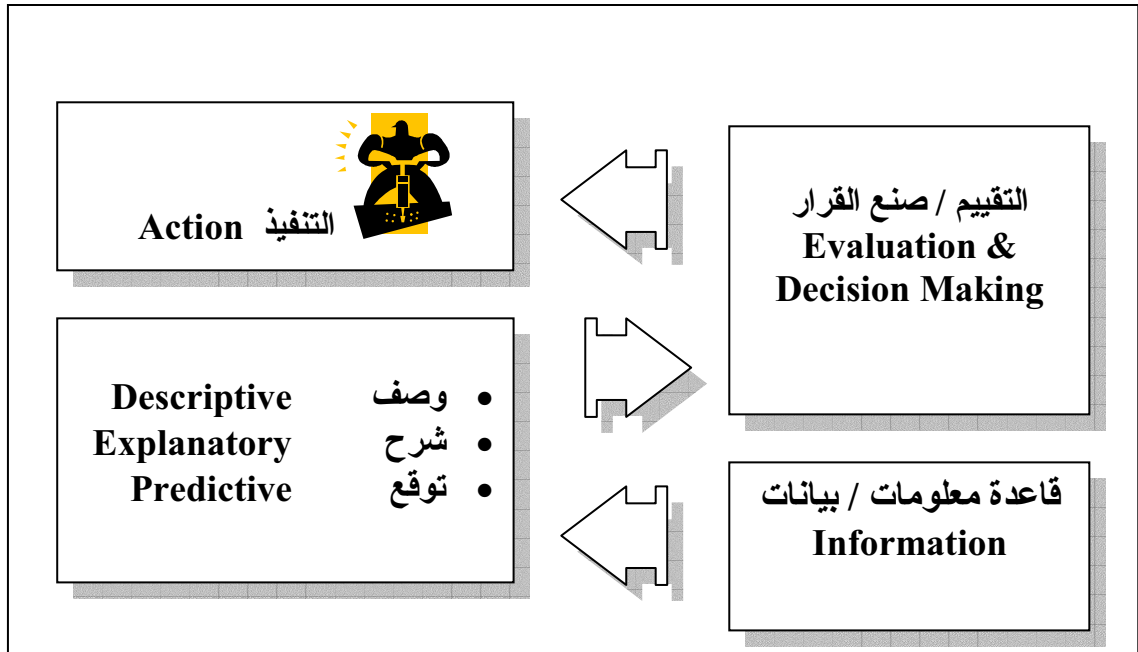 التنفيذ Action
التقييم / صنع القرار
Evaluation &
Decision Making
• وصف Descriptive
• شرح Explanatory
• توقع Predictive
قاعدة معلومات / بيانات
Information